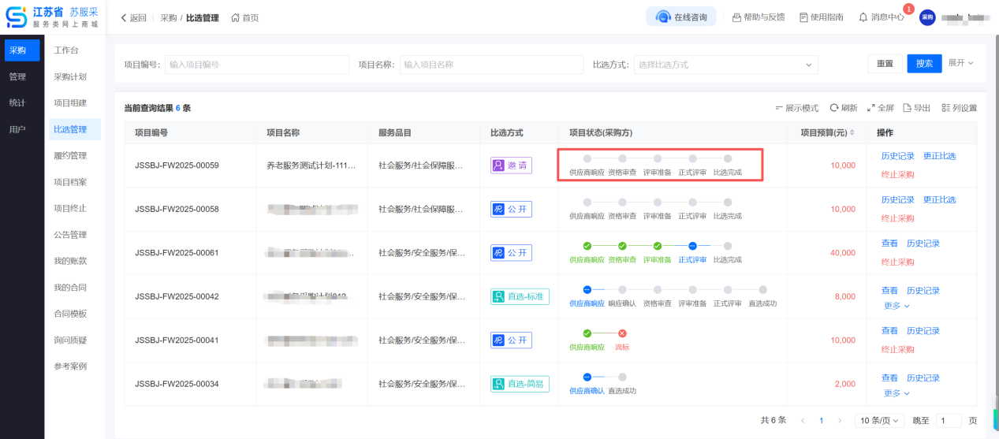 江苏省 苏服采
服务类网上商城
返回 采购 / 比选管理 首页
在线咨询 帮助与反馈 使用指南 消息中心 1 采购
采购
管理
统计
用户
工作台
采购计划
项目组建
比选管理
履约管理
项目档案
项目终止
公告管理
我的账款
我的合同
合同模板
询问质疑
参考案例
项目编号: 输入项目编号 项目名称: 输入项目名称 比选方式: 选择比选方式 重置 搜索 展开
当前查询结果 6 条 展示模式 刷新 全屏 导出 列设置
项目编号 项目名称 服务品目 比选方式 项目状态(采购方) 项目预算(元) 操作
JSSBJ-FW2025-00059 养老服务测试计划-111... 社会服务/社会保障服... 邀请 10,000 历史记录 更正比选
供应商响应 资格审查 评审准备 正式评审 比选完成 终止采购
JSSBJ-FW2025-00058 社会服务/社会保障服... 公开 10,000 历史记录 更正比选
供应商响应 资格审查 评审准备 正式评审 比选完成 终止采购
JSSBJ-FW2025-00061 社会服务/安全服务/保... 公开 40,000 查看 历史记录
供应商响应 资格审查 评审准备 正式评审 比选完成 终止采购
JSSBJ-FW2025-00042 社会服务/安全服务/保... 直选-标准 8,000 查看 历史记录
供应商响应 响应确认 资格审查 评审准备 正式评审 直选成功 更多
JSSBJ-FW2025-00041 社会服务/安全服务/保... 公开 10,000 查看 历史记录
供应商响应 流标 终止采购
JSSBJ-FW2025-00034 社会服务/安全服务/保... 直选-简易 2,000 查看 历史记录
供应商确认 直选成功 更多
共 6 条 1 10 条/页 跳至 1 页